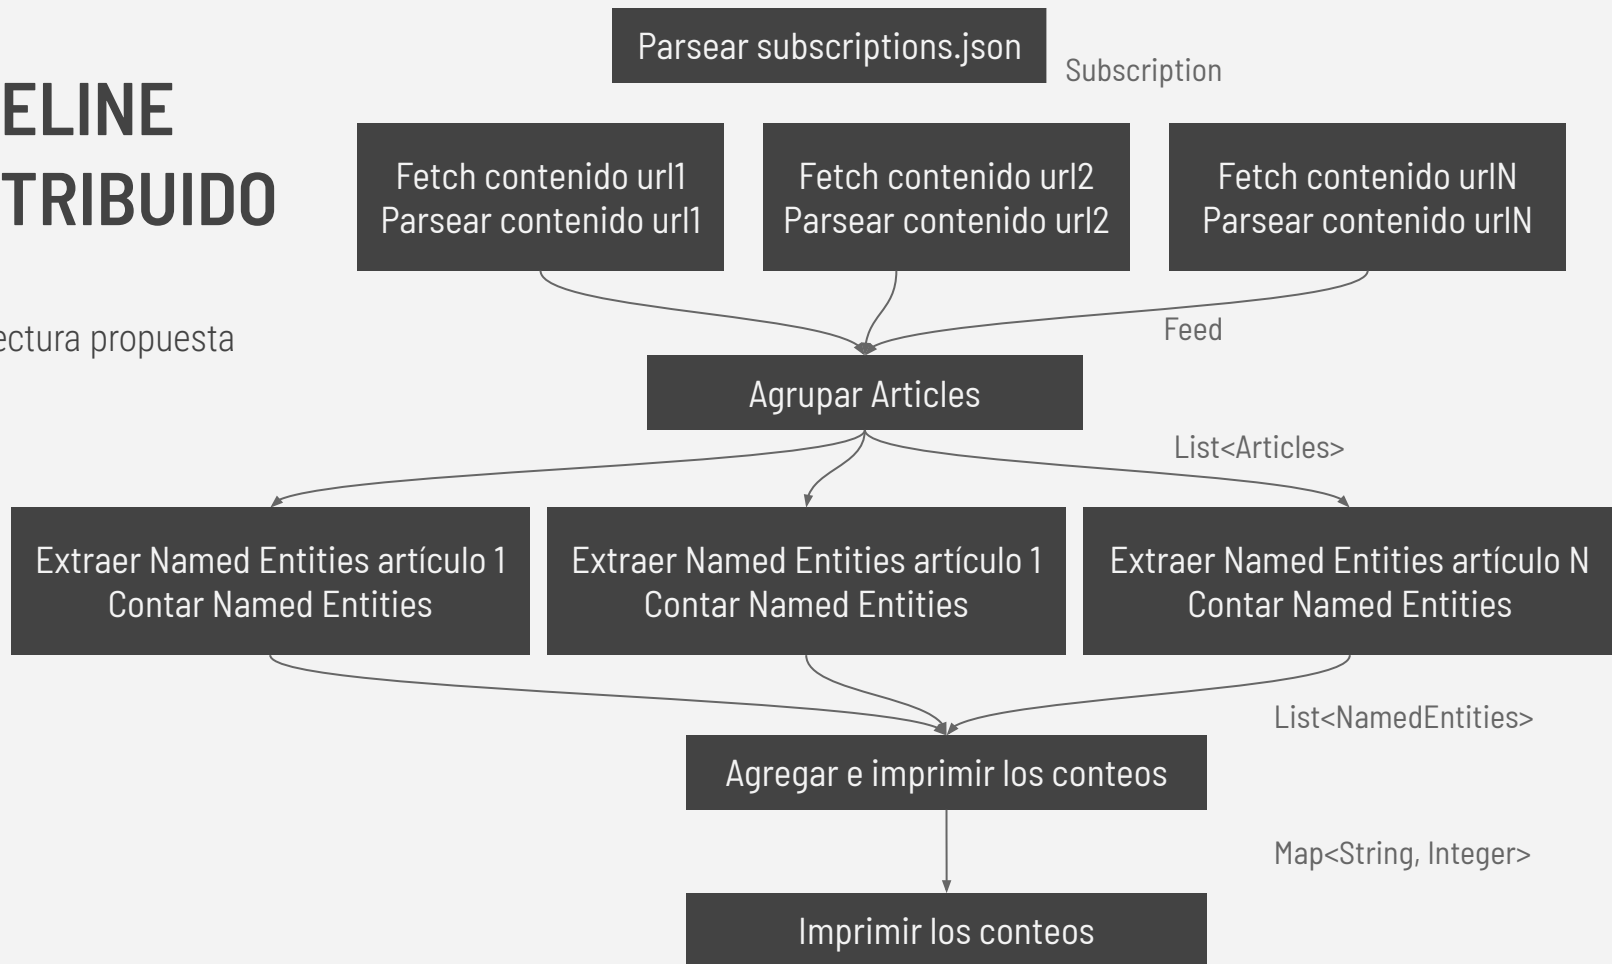 Parsear subscriptions.json
Subscription
ELINE
TRIBUIDO
ectura propuesta
Fetch contenido url1
Parsear contenido url1
Fetch contenido url2
Parsear contenido url2
Fetch contenido urlN
Parsear contenido urlN
Feed
Agrupar Articles
List<Articles>
Extraer Named Entities artículo 1
Contar Named Entities
Extraer Named Entities artículo 1
Contar Named Entities
Extraer Named Entities artículo N
Contar Named Entities
List<NamedEntities>
Agregar e imprimir los conteos
Map<String, Integer>
Imprimir los conteos